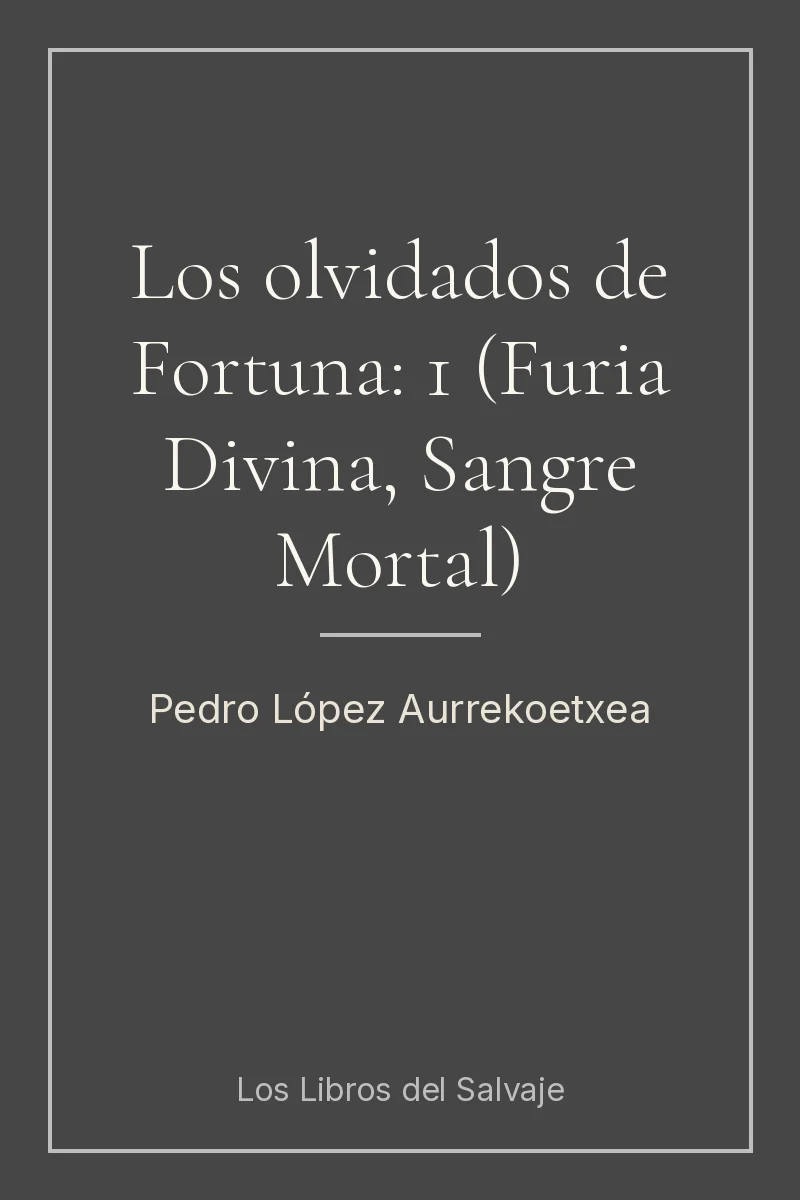 Los olvidados de
Fortuna: 1 (Furia
Divina, Sangre
Mortal)
Pedro López Aurrekoetxea
Los Libros del Salvaje